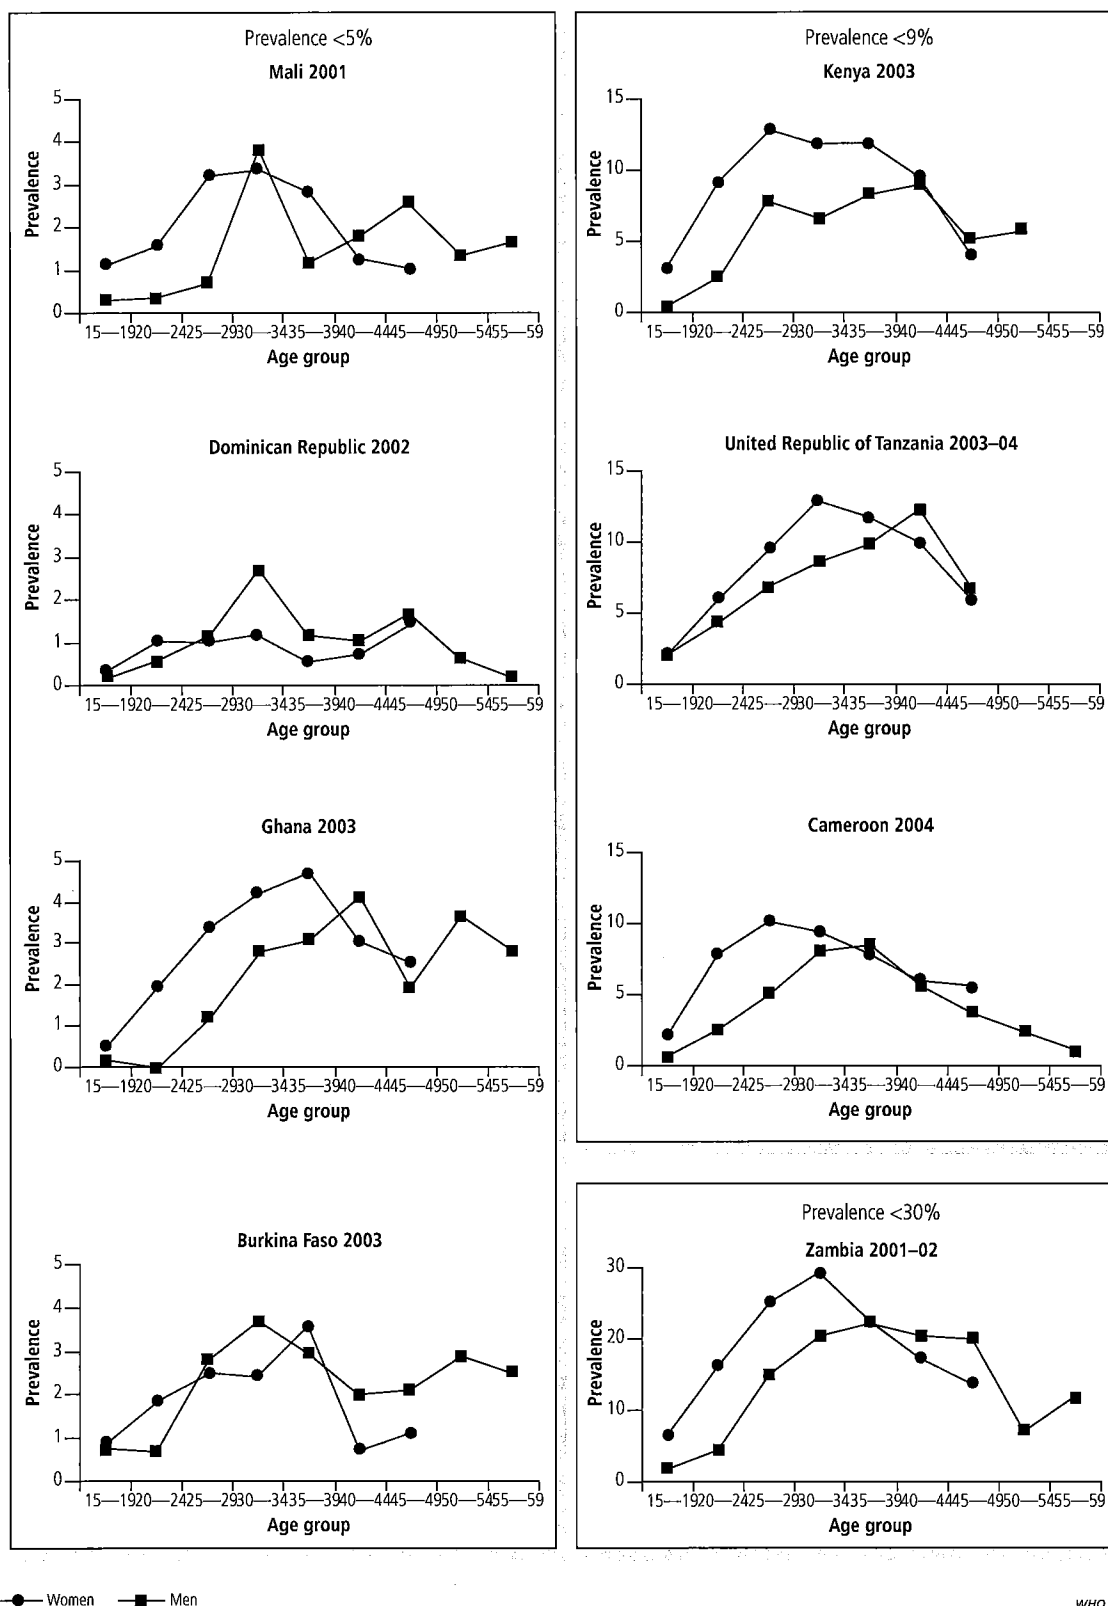 Prevalence <5%
Mali 2001
5
4
3
2
1
0
Prevalence
15—1920—2425—2930—3435—3940—4445—4950—5455—59
Age group
Dominican Republic 2002
5
4
3
2
1
0
Prevalence
15—1920—2425—2930—3435—3940—4445—4950—5455—59
Age group
Ghana 2003
5
4
3
2
1
0
Prevalence
15—1920—2425—2930—3435—3940—4445—4950—5455—59
Age group
Burkina Faso 2003
5
4
3
2
1
0
Prevalence
15—1920—2425—2930—3435—3940—4445—4950—5455—59
Age group
Prevalence <9%
Kenya 2003
15
10
5
0
Prevalence
15—1920—2425—2930—3435—3940—4445—4950—5455—59
Age group
United Republic of Tanzania 2003–04
15
10
5
0
Prevalence
15—1920—2425—2930—3435—3940—4445—4950—5455—59
Age group
Cameroon 2004
15
10
5
0
Prevalence
15—1920—2425—2930—3435—3940—4445—4950—5455—59
Age group
Prevalence <30%
Zambia 2001–02
30
20
10
0
Prevalence
15—1920—2425—2930—3435—3940—4445—4950—5455—59
Age group
Women Men
WHO